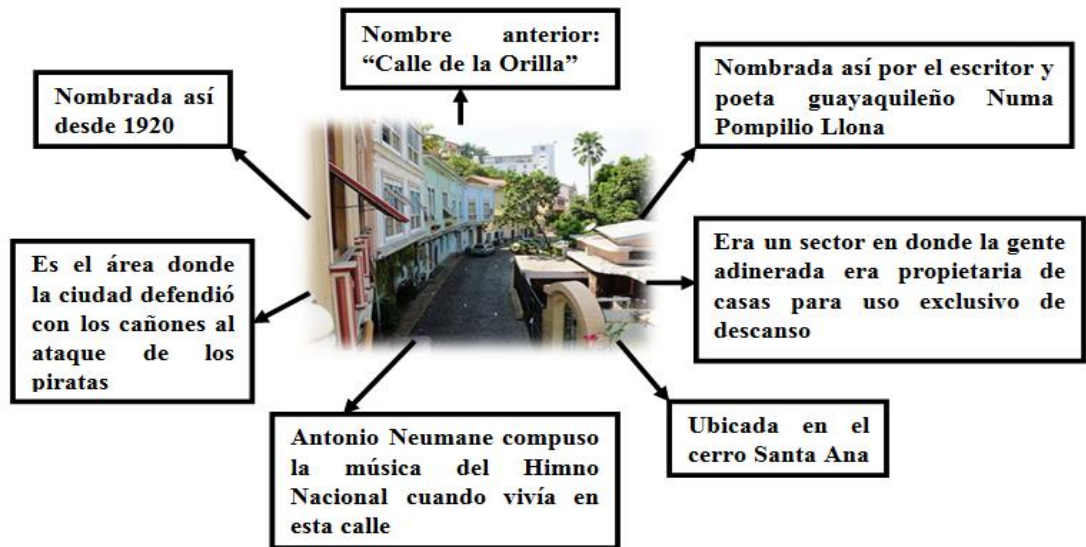 Nombre anterior:
“Calle de la Orilla”
Nombrada así por el escritor y
poeta guayaquileño Numa
Pompilio Llona
Nombrada así
desde 1920
Era un sector en donde la gente
adinerada era propietaria de
casas para uso exclusivo de
descanso
Es el área donde
la ciudad defendió
con los cañones al
ataque de los
piratas
Ubicada en el
cerro Santa Ana
Antonio Neumane compuso
la música del Himno
Nacional cuando vivía en
esta calle